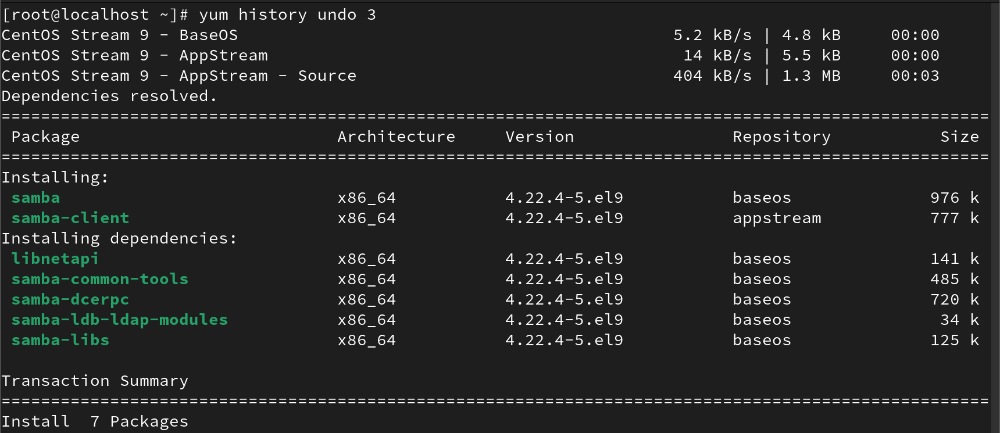 [root@localhost ~]# yum history undo 3
CentOS Stream 9 - BaseOS 5.2 kB/s | 4.8 kB 00:00
CentOS Stream 9 - AppStream 14 kB/s | 5.5 kB 00:00
CentOS Stream 9 - AppStream - Source 404 kB/s | 1.3 MB 00:03
Dependencies resolved.
====================================================================================================
Package Architecture Version Repository Size
====================================================================================================
Installing:
samba x86_64 4.22.4-5.el9 baseos 976 k
samba-client x86_64 4.22.4-5.el9 appstream 777 k
Installing dependencies:
libnetapi x86_64 4.22.4-5.el9 baseos 141 k
samba-common-tools x86_64 4.22.4-5.el9 baseos 485 k
samba-dcerpc x86_64 4.22.4-5.el9 baseos 720 k
samba-ldb-ldap-modules x86_64 4.22.4-5.el9 baseos 34 k
samba-libs x86_64 4.22.4-5.el9 baseos 125 k
Transaction Summary
====================================================================================================
Install 7 Packages